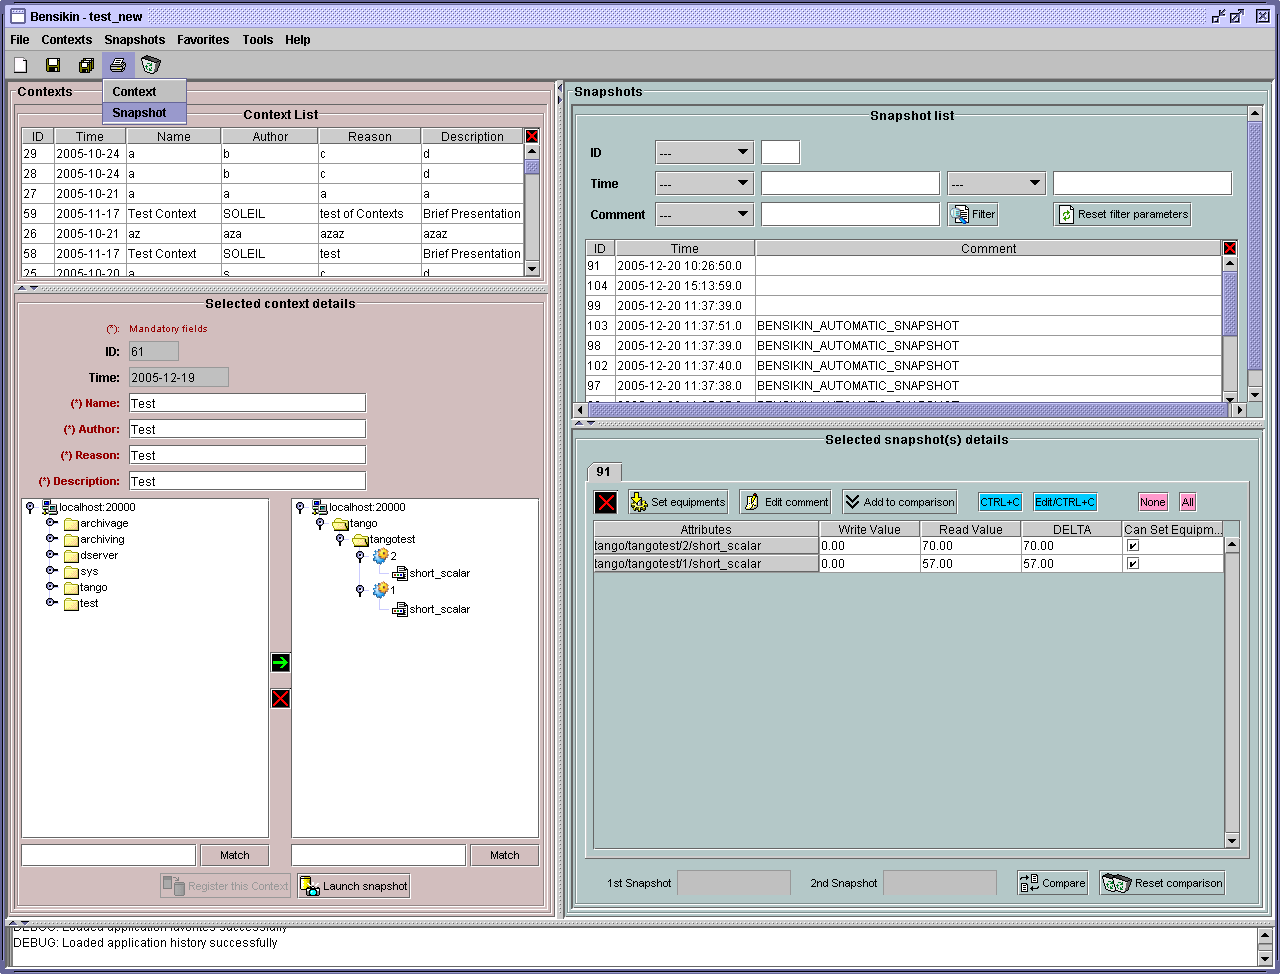 Bensikin - test_new
File Contexts Snapshots Favorites Tools Help
Context
Snapshot
Contexts
Context List
ID Time Name Author Reason Description
29 2005-10-24 a b c d
28 2005-10-24 a b c d
27 2005-10-21 a a a a
59 2005-11-17 Test Context SOLEIL test of Contexts Brief Presentation
26 2005-10-21 az aza azaz azaz
58 2005-11-17 Test Context SOLEIL test Brief Presentation
25 2005-10-20 a s c d
Selected context details
(*): Mandatory fields
ID: 61
Time: 2005-12-19
(*) Name: Test
(*) Author: Test
(*) Reason: Test
(*) Description: Test
localhost:20000
archivage
archiving
dserver
sys
tango
test
localhost:20000
tango
tangotest
2
short_scalar
1
short_scalar
Match
Match
Register this Context
Launch snapshot
Snapshots
Snapshot list
ID ---
Time --- ---
Comment --- Filter Reset filter parameters
ID Time Comment
91 2005-12-20 10:26:50.0
104 2005-12-20 15:13:59.0
99 2005-12-20 11:37:39.0
103 2005-12-20 11:37:51.0 BENSIKIN_AUTOMATIC_SNAPSHOT
98 2005-12-20 11:37:39.0 BENSIKIN_AUTOMATIC_SNAPSHOT
102 2005-12-20 11:37:40.0 BENSIKIN_AUTOMATIC_SNAPSHOT
97 2005-12-20 11:37:38.0 BENSIKIN_AUTOMATIC_SNAPSHOT
Selected snapshot(s) details
91
Set equipments Edit comment Add to comparison CTRL+C Edit/CTRL+C None All
Attributes Write Value Read Value DELTA Can Set Equipm...
tango/tangotest/2/short_scalar 0.00 70.00 70.00
tango/tangotest/1/short_scalar 0.00 57.00 57.00
1st Snapshot 2nd Snapshot Compare Reset comparison
DEBUG: Loaded application favorites successfully
DEBUG: Loaded application history successfully